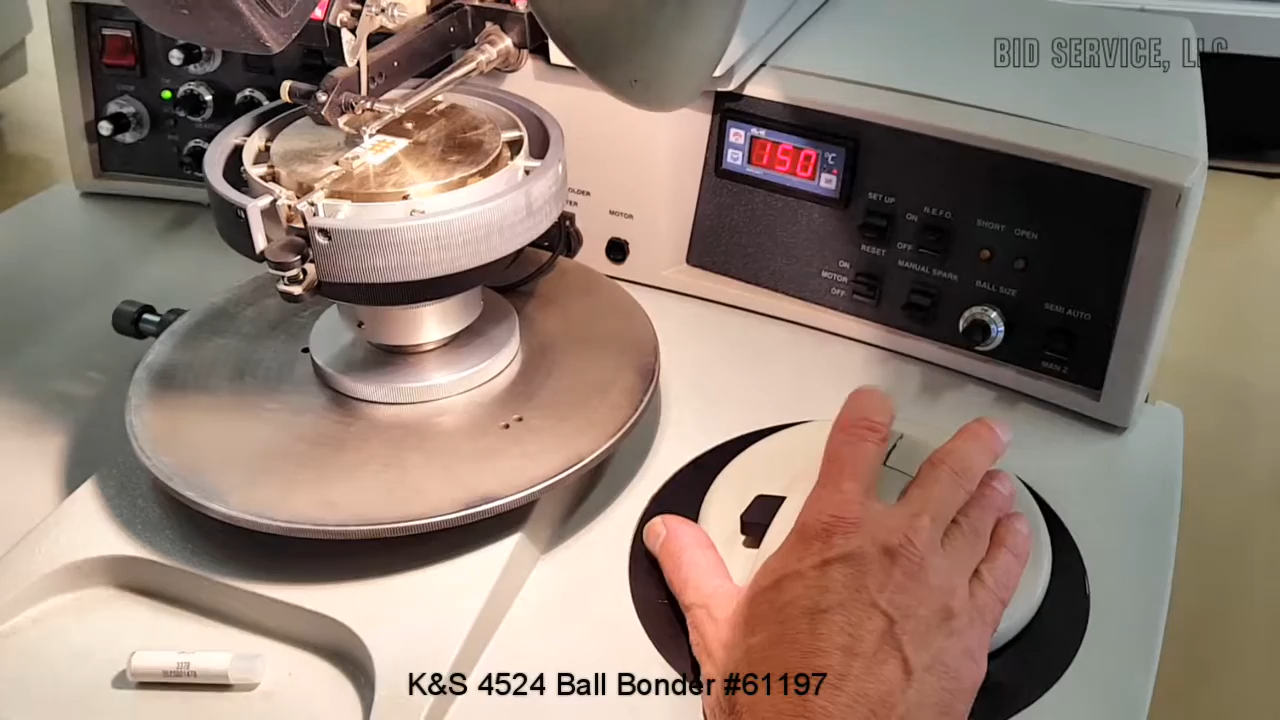 BID SERVICE, LLC
150 °C
SET UP
ON
N.E.F.O.
SHORT
OPEN
OFF
RESET
MANUAL SPARK
ON
MOTOR
OFF
BALL SIZE
SEMI AUTO
MAN Z
OLDER
MOTOR
K&S 4524 Ball Bonder #61197